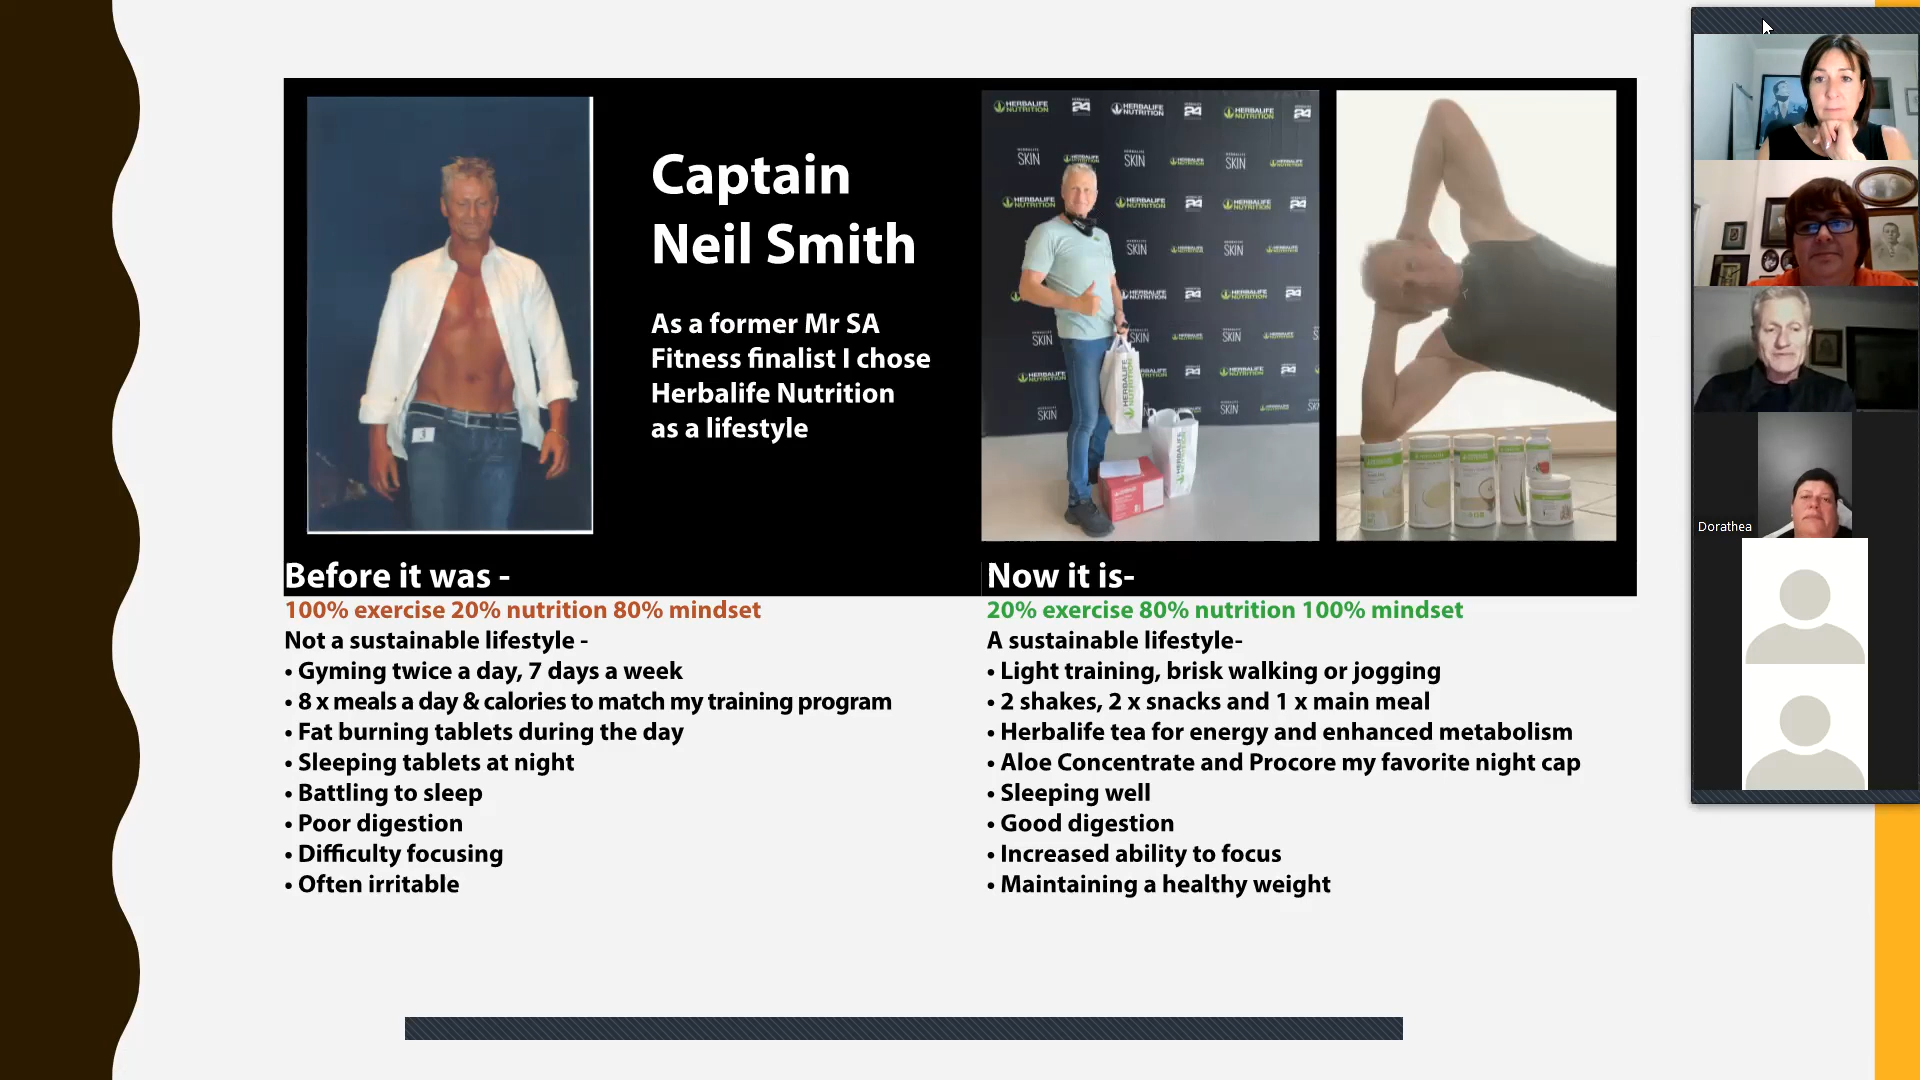 Captain
Neil Smith
As a former Mr SA
Fitness finalist I chose
Herbalife Nutrition
as a lifestyle
HERBALIFE
NUTRITION
24
SKIN
Before it was -
100% exercise 20% nutrition 80% mindset
Not a sustainable lifestyle -
• Gyming twice a day, 7 days a week
• 8 x meals a day & calories to match my training program
• Fat burning tablets during the day
• Sleeping tablets at night
• Battling to sleep
• Poor digestion
• Difficulty focusing
• Often irritable
Now it is-
20% exercise 80% nutrition 100% mindset
A sustainable lifestyle-
• Light training, brisk walking or jogging
• 2 shakes, 2 x snacks and 1 x main meal
• Herbalife tea for energy and enhanced metabolism
• Aloe Concentrate and Procore my favorite night cap
• Sleeping well
• Good digestion
• Increased ability to focus
• Maintaining a healthy weight
Dorathea